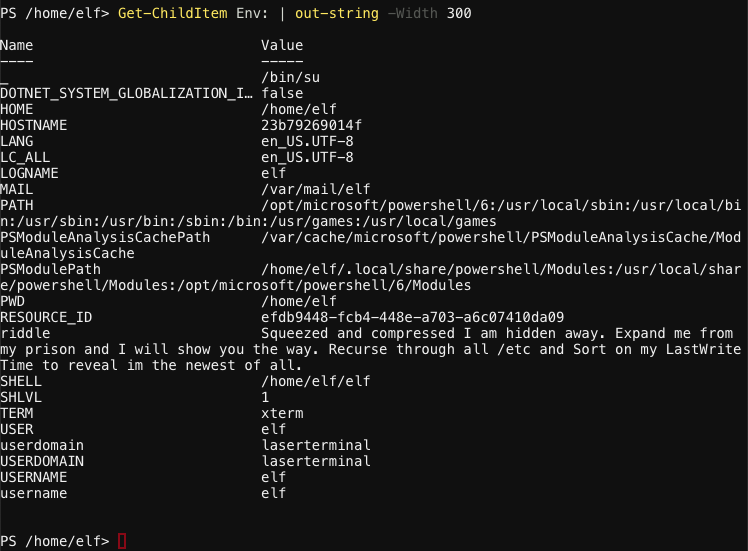 PS /home/elf> Get-ChildItem Env: | out-string -Width 300
Name Value
---- -----
_ /bin/su
DOTNET_SYSTEM_GLOBALIZATION_I… false
HOME /home/elf
HOSTNAME 23b79269014f
LANG en_US.UTF-8
LC_ALL en_US.UTF-8
LOGNAME elf
MAIL /var/mail/elf
PATH /opt/microsoft/powershell/6:/usr/local/sbin:/usr/local/bi
n:/usr/sbin:/usr/bin:/sbin:/bin:/usr/games:/usr/local/games
PSModuleAnalysisCachePath /var/cache/microsoft/powershell/PSModuleAnalysisCache/Mod
uleAnalysisCache
PSModulePath /home/elf/.local/share/powershell/Modules:/usr/local/shar
e/powershell/Modules:/opt/microsoft/powershell/6/Modules
PWD /home/elf
RESOURCE_ID efdb9448-fcb4-448e-a703-a6c07410da09
riddle Squeezed and compressed I am hidden away. Expand me from
my prison and I will show you the way. Recurse through all /etc and Sort on my LastWrite
Time to reveal im the newest of all.
SHELL /home/elf/elf
SHLVL 1
TERM xterm
USER elf
userdomain laserterminal
USERDOMAIN laserterminal
USERNAME elf
username elf
PS /home/elf>